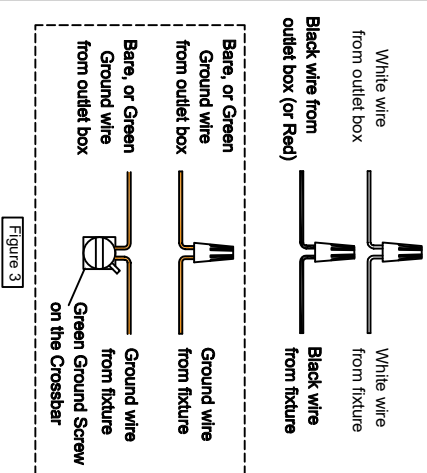 White wire
from outlet box
White wire
from fixture
Black wire from
outlet box (or Red)
Black wire
from fixture
Bare, or Green
Ground wire
from outlet box
Ground wire
from fixture
Bare, or Green
Ground wire
from outlet box
Ground wire
from fixture
Green Ground Screw
on the Crossbar
Figure 3